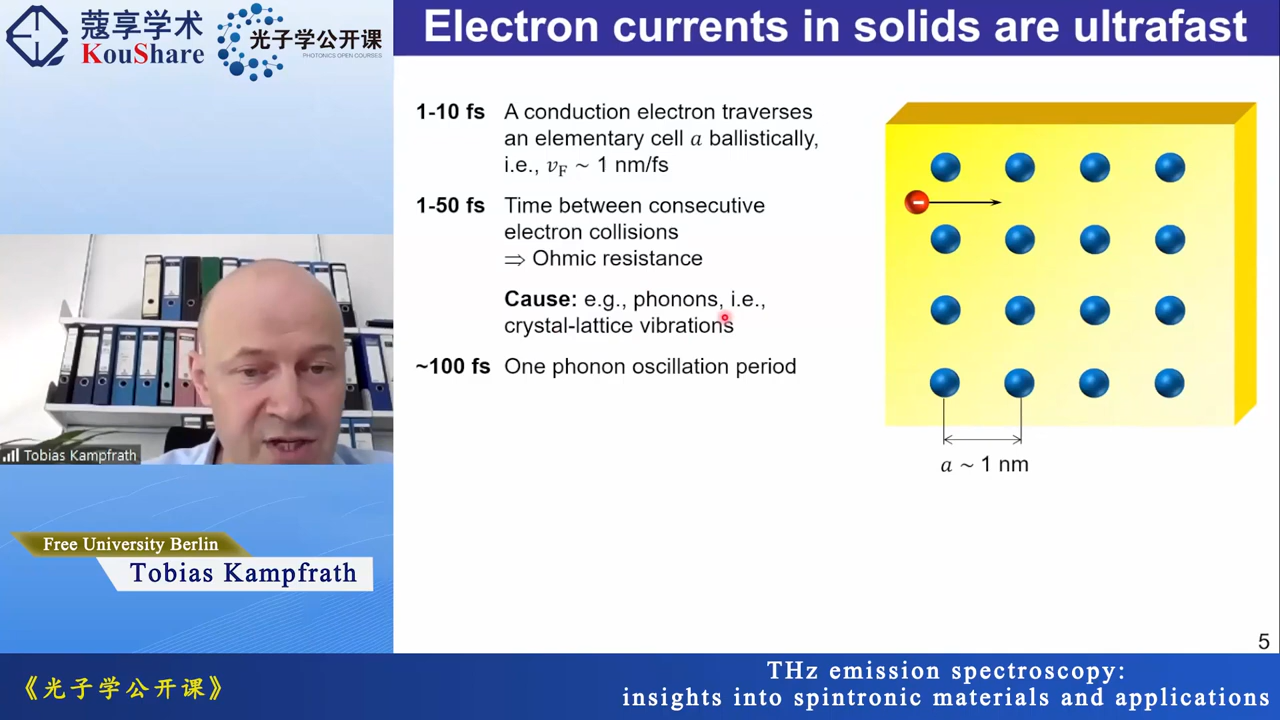 蔻享学术
KouShare
光子学公开课
PHOTONICS OPEN COURSES
Electron currents in solids are ultrafast
1-10 fs A conduction electron traverses
an elementary cell a ballistically,
i.e., vF ~ 1 nm/fs
1-50 fs Time between consecutive
electron collisions
⇒ Ohmic resistance
Cause: e.g., phonons, i.e.,
crystal-lattice vibrations
~100 fs One phonon oscillation period
a ~ 1 nm
Tobias Kampfrath
Free University Berlin
Tobias Kampfrath
5
《光子学公开课》
THz emission spectroscopy:
insights into spintronic materials and applications